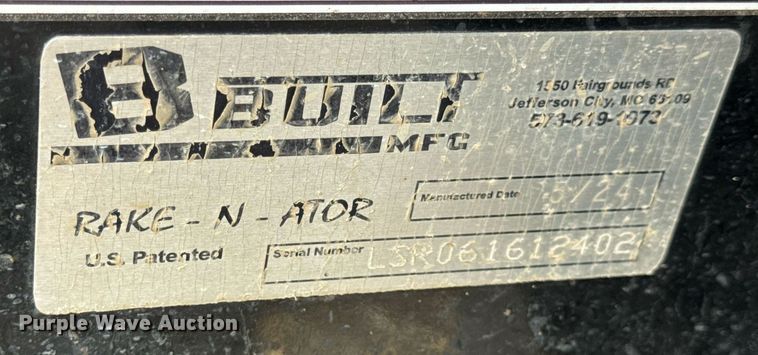 B BUILT
MFG
1550 Fairgrounds RD
Jefferson City, MO 65109
573-619-1973
RAKE - N - ATOR
U.S. Patented
Manufactured Date 5/24
Serial Number LSR061612402
Purple Wave Auction